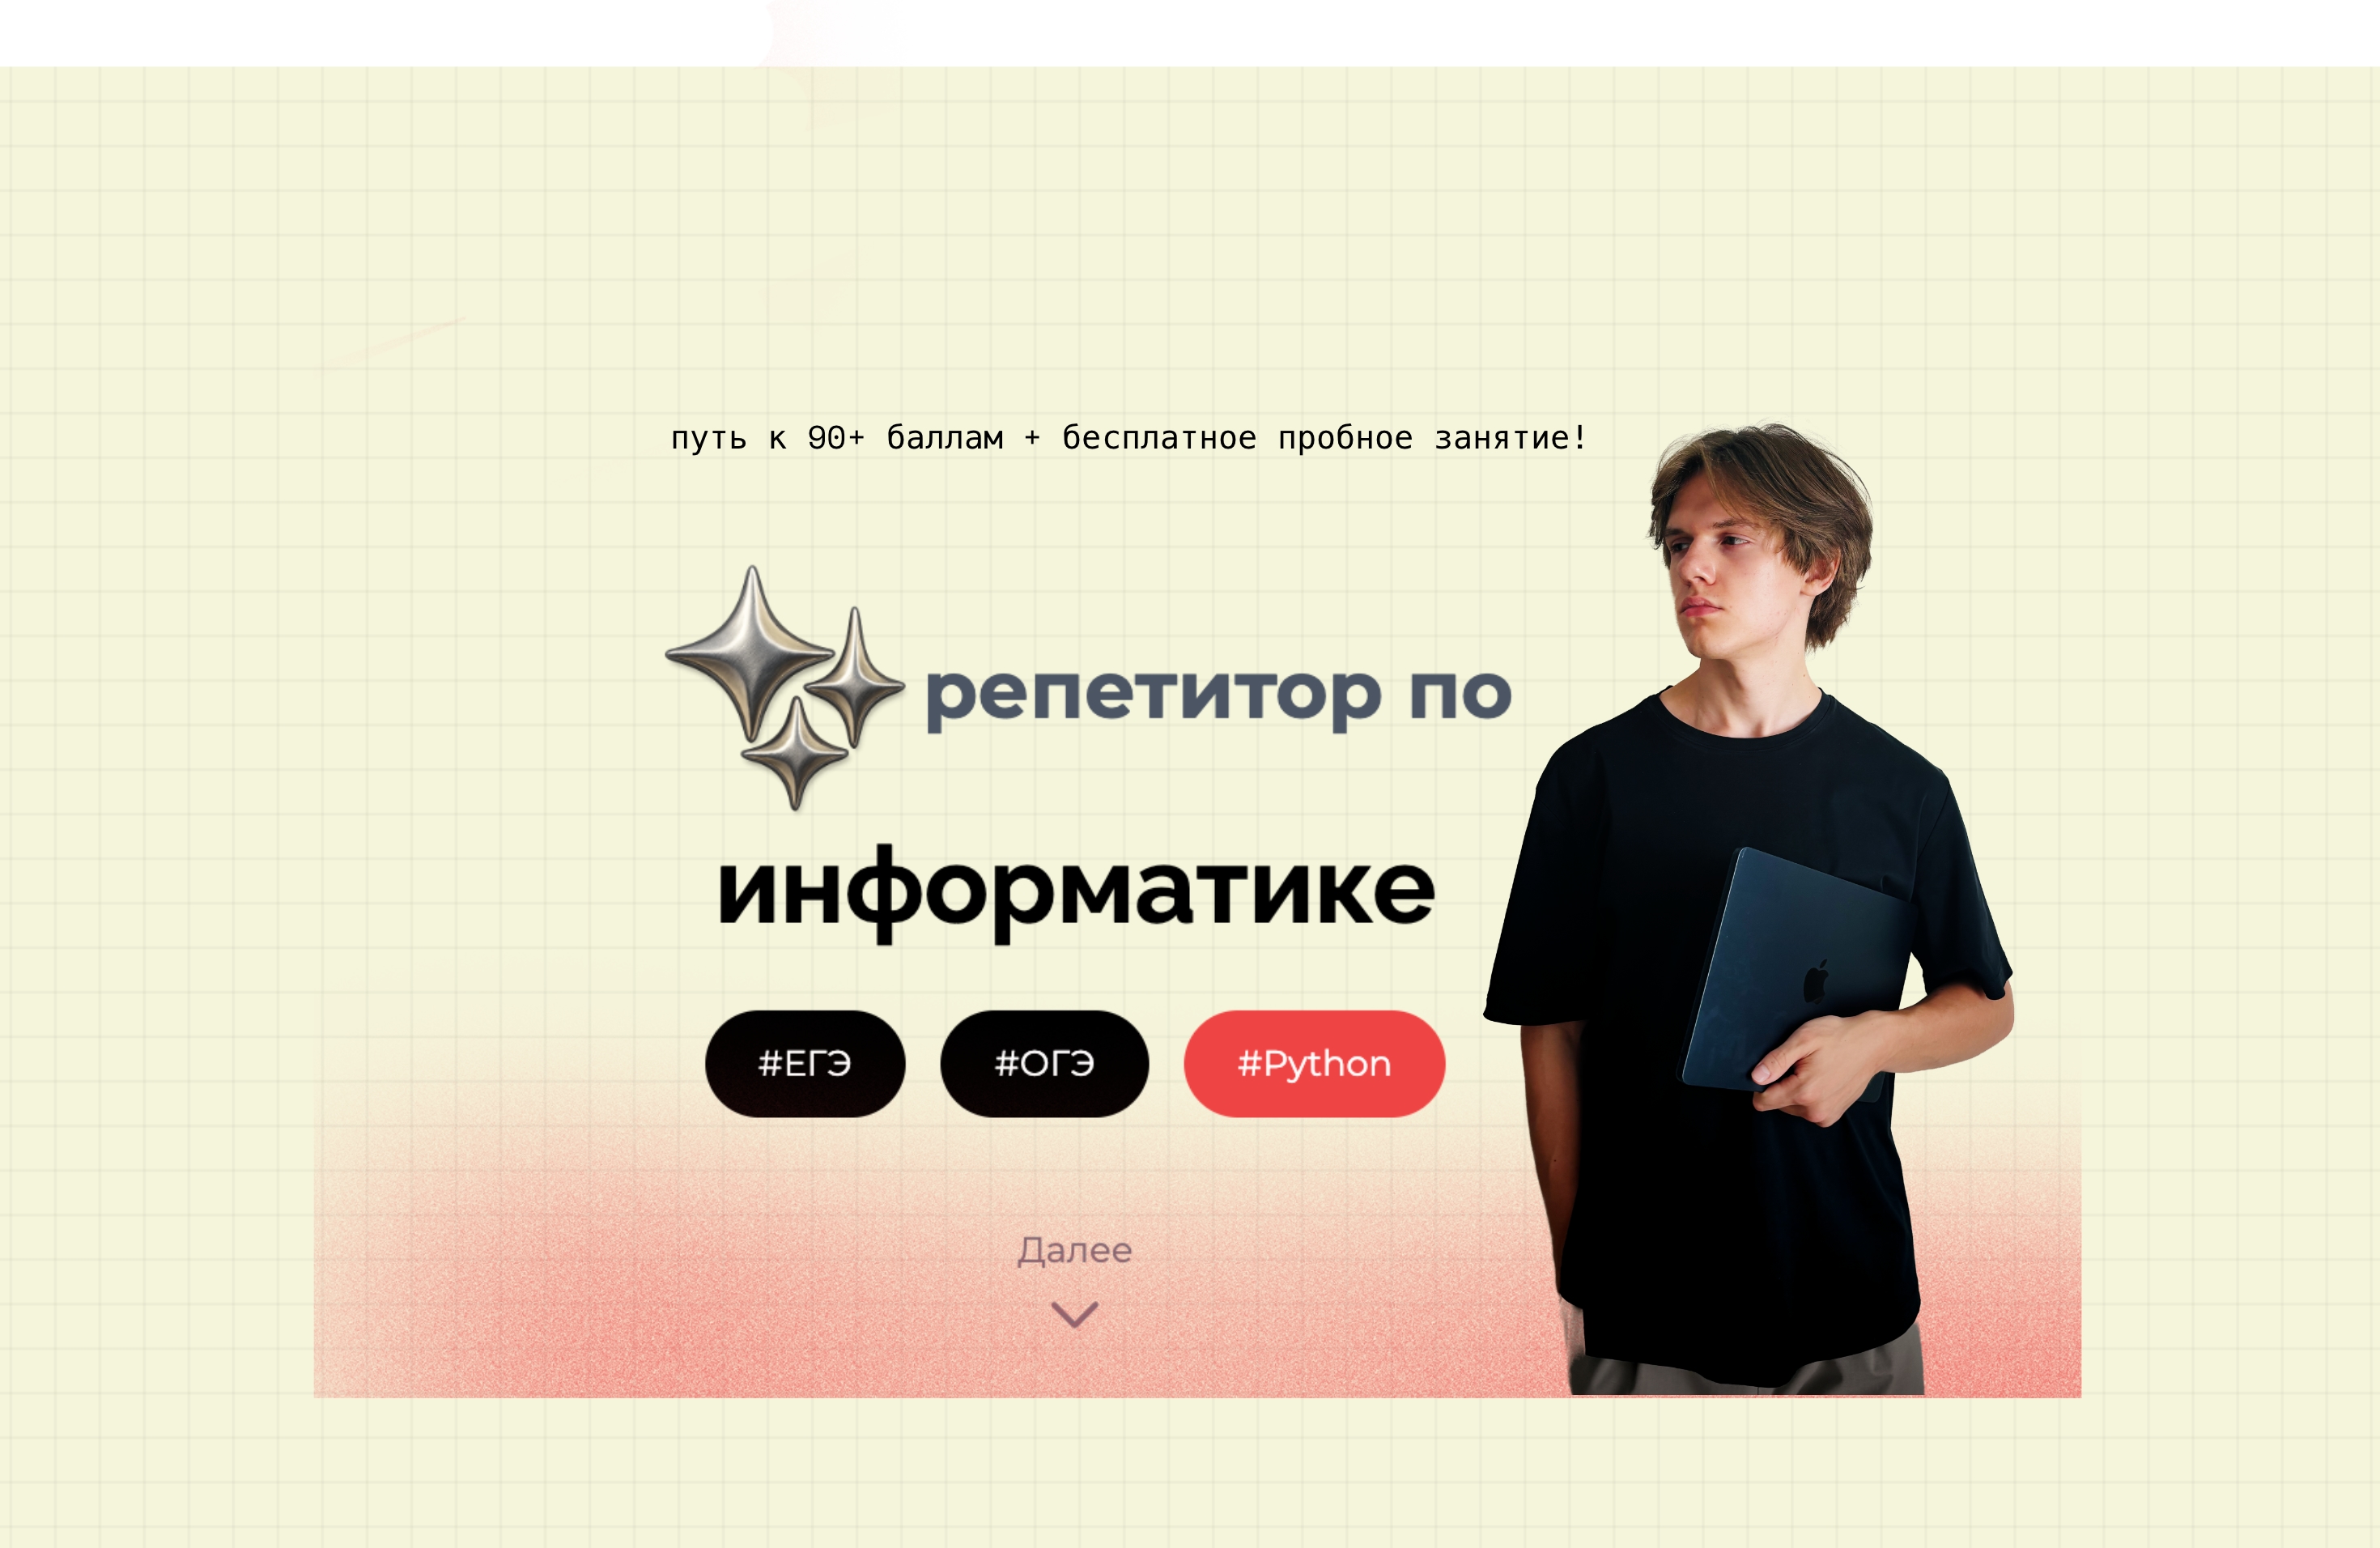 путь к 90+ баллам + бесплатное пробное занятие!
репетитор по
информатике
#ЕГЭ #ОГЭ #Python
Далее